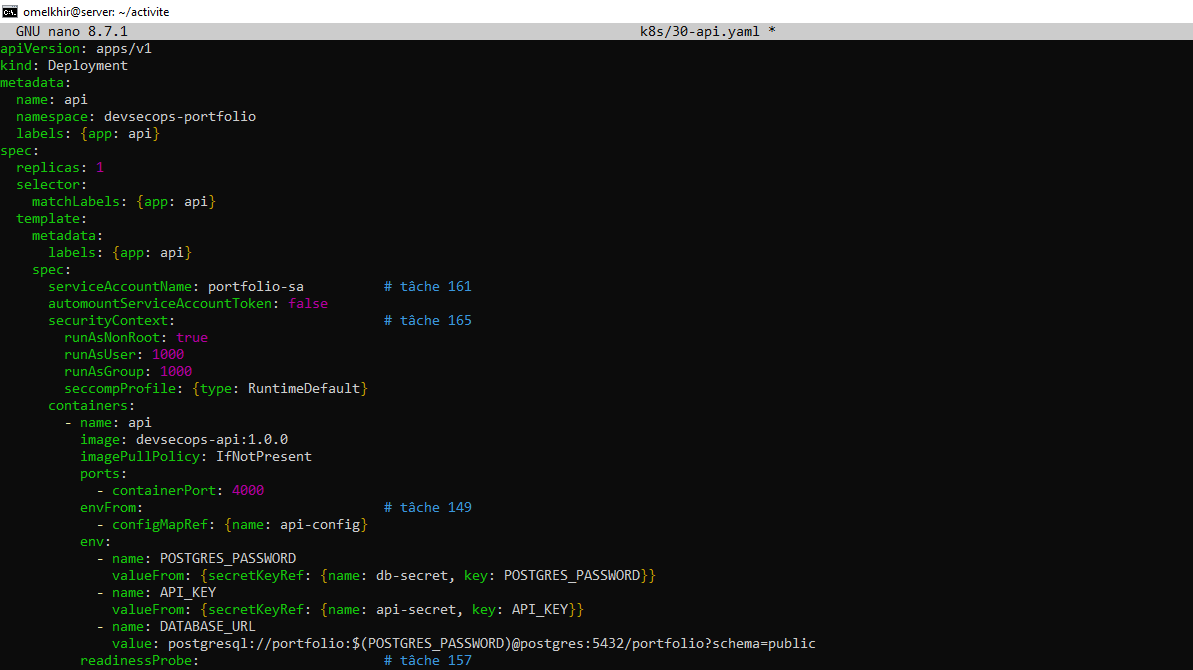 omelkhir@server: ~/activite
GNU nano 8.7.1 k8s/30-api.yaml *
apiVersion: apps/v1
kind: Deployment
metadata:
  name: api
  namespace: devsecops-portfolio
  labels: {app: api}
spec:
  replicas: 1
  selector:
    matchLabels: {app: api}
  template:
    metadata:
      labels: {app: api}
    spec:
      serviceAccountName: portfolio-sa          # tâche 161
      automountServiceAccountToken: false
      securityContext:                          # tâche 165
        runAsNonRoot: true
        runAsUser: 1000
        runAsGroup: 1000
        seccompProfile: {type: RuntimeDefault}
      containers:
        - name: api
          image: devsecops-api:1.0.0
          imagePullPolicy: IfNotPresent
          ports:
            - containerPort: 4000
          envFrom:                              # tâche 149
            - configMapRef: {name: api-config}
          env:
            - name: POSTGRES_PASSWORD
              valueFrom: {secretKeyRef: {name: db-secret, key: POSTGRES_PASSWORD}}
            - name: API_KEY
              valueFrom: {secretKeyRef: {name: api-secret, key: API_KEY}}
            - name: DATABASE_URL
              value: postgresql://portfolio:$(POSTGRES_PASSWORD)@postgres:5432/portfolio?schema=public
          readinessProbe:                       # tâche 157